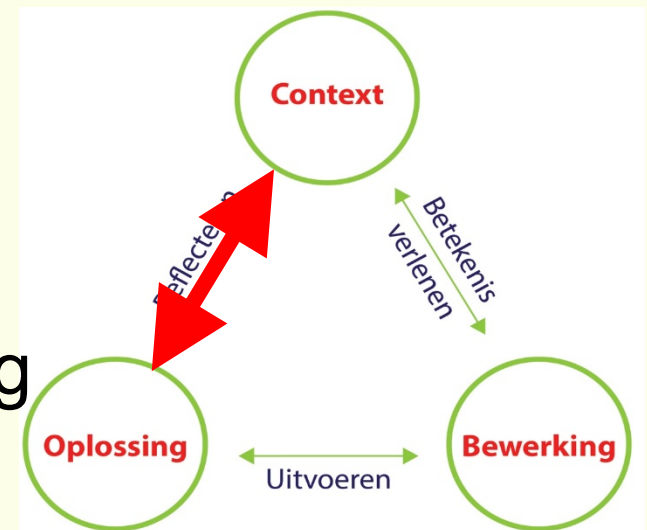 Context
Betekenis
verlenen
g
Oplossing
Bewerking
Uitvoeren